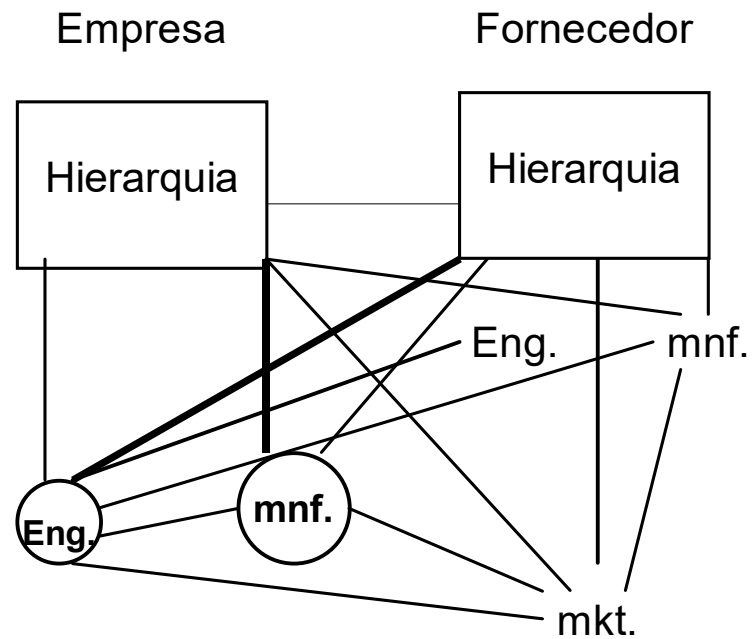 Empresa
Fornecedor
Hierarquia
Hierarquia
Eng.
mnf.
Eng.
mnf.
mkt.